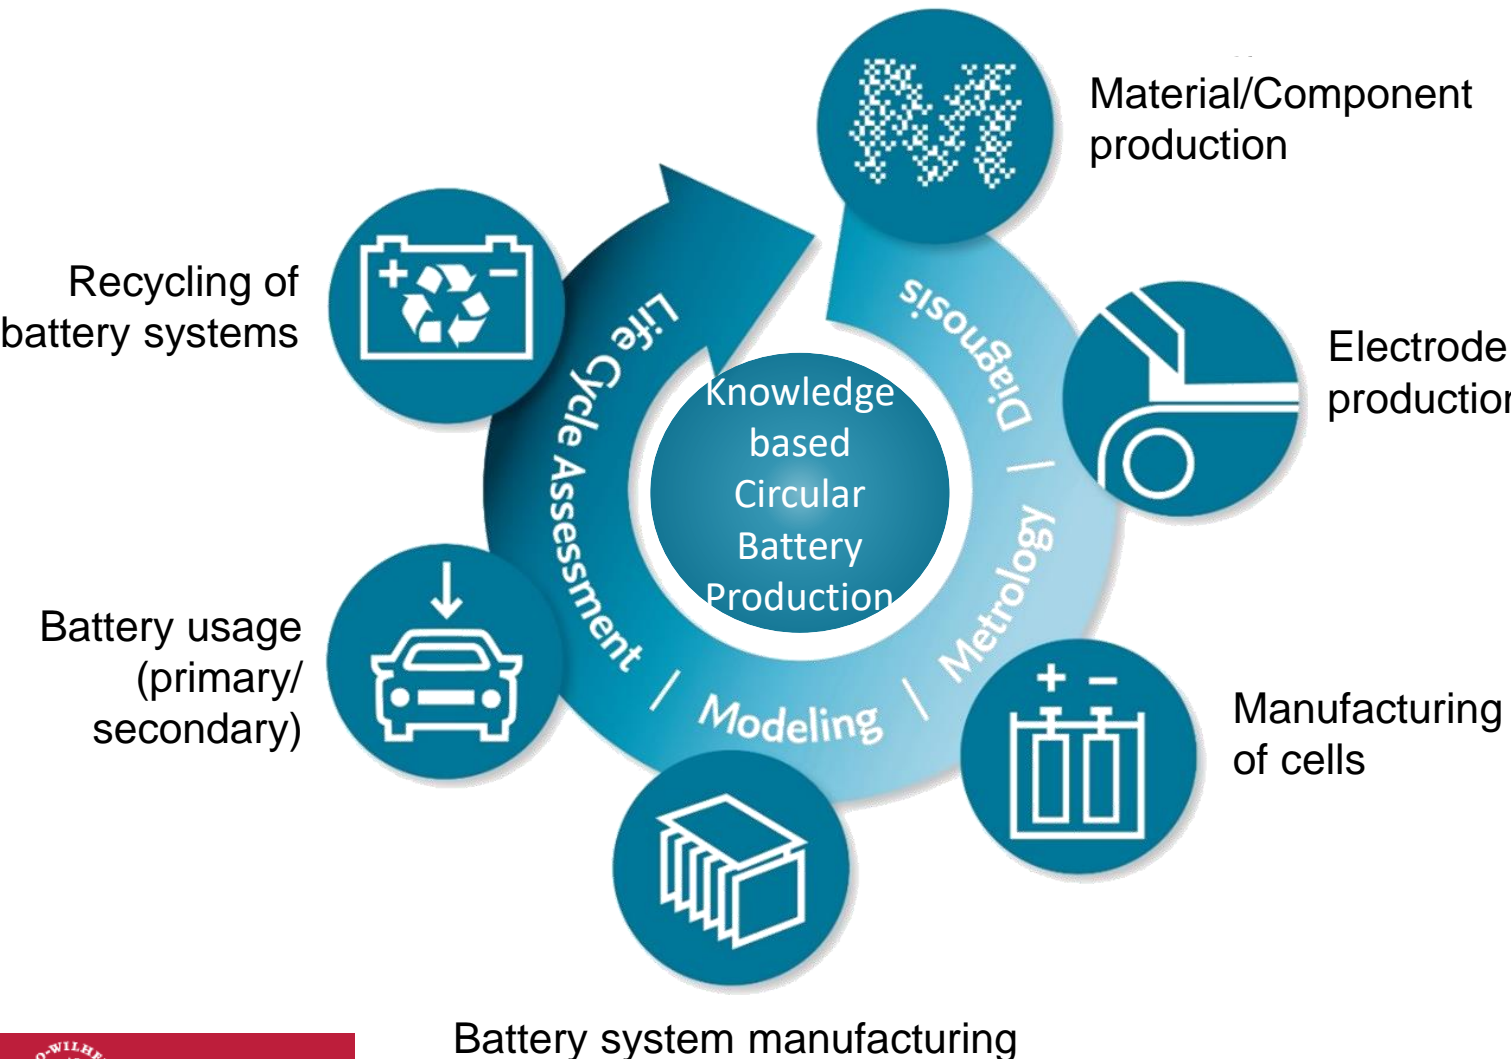 Material/Component
production
Electrode
production
Manufacturing
of cells
Battery system manufacturing
Battery usage
(primary/
secondary)
Recycling of
battery systems
Life Cycle Assessment | Modeling | Metrology | Diagnosis
Knowledge
based
Circular
Battery
Production
+ −
+ −